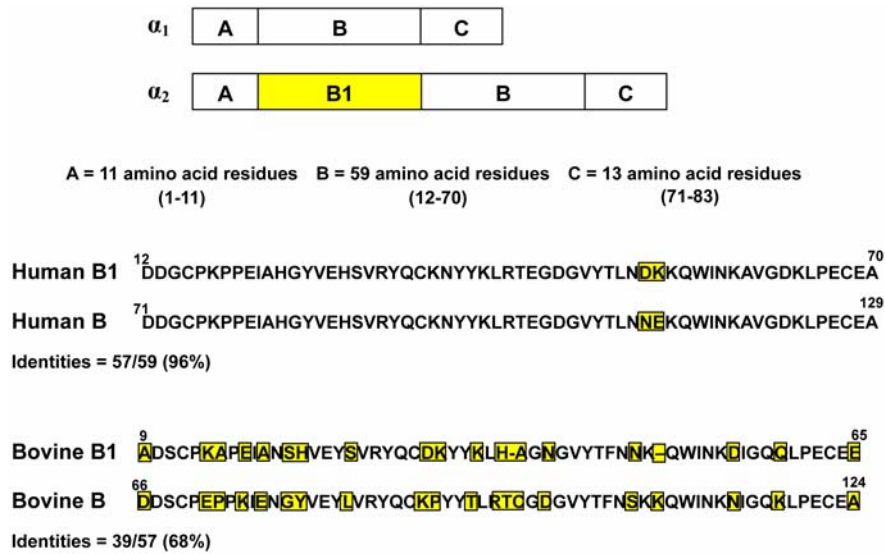 α1 A B C
α2 A B1 B C
A = 11 amino acid residues B = 59 amino acid residues C = 13 amino acid residues
(1-11) (12-70) (71-83)
12 70
Human B1 DDGCPKPPEIAHGYVEHSVRYQCKNYYKLRTEGDGVYTLNDKKQWINKAVGDKLPECEA
71 129
Human B DDGCPKPPEIAHGYVEHSVRYQCKNYYKLRTEGDGVYTLNNEKQWINKAVGDKLPECEA
Identities = 57/59 (96%)
9 65
Bovine B1 ADSCPKAPEIANSHVEYSVRYQCDKYYKLH-AGNGVYTFNNK–QWINKDIGQQLPECEE
66 124
Bovine B DDSCPEPPKIENGYVEYLVRYQCKPYYTLRTCGDGVYTFNSKKQWINKNIGQKLPECEA
Identities = 39/57 (68%)